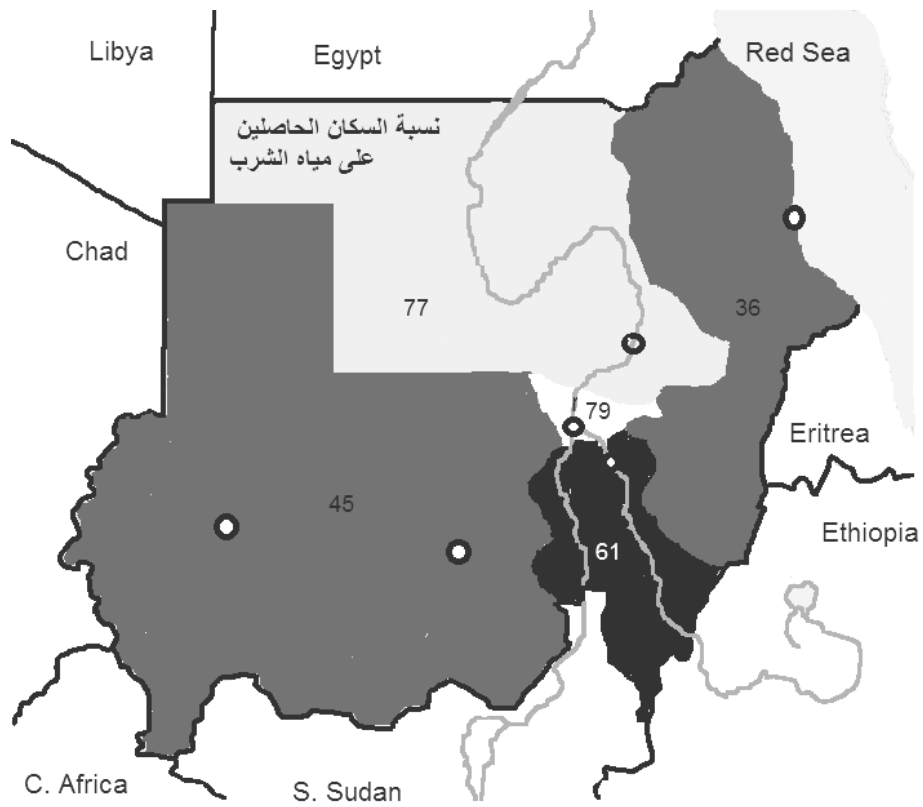 Libya
Egypt
Red Sea
نسبة السكان الحاصلين
على مياه الشرب
Chad
77
36
79
Eritrea
45
Ethiopia
61
C. Africa
S. Sudan